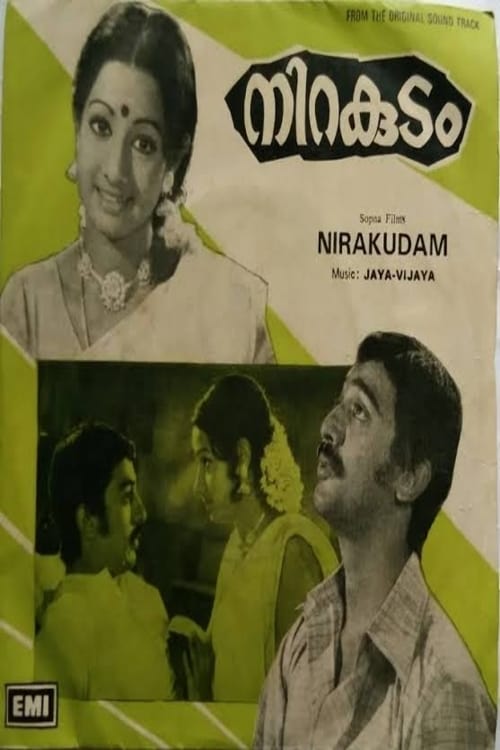 FROM THE ORIGINAL SOUND TRACK
നിറകുടം
Sopna Films
NIRAKUDAM
Music: JAYA-VIJAYA
EMI